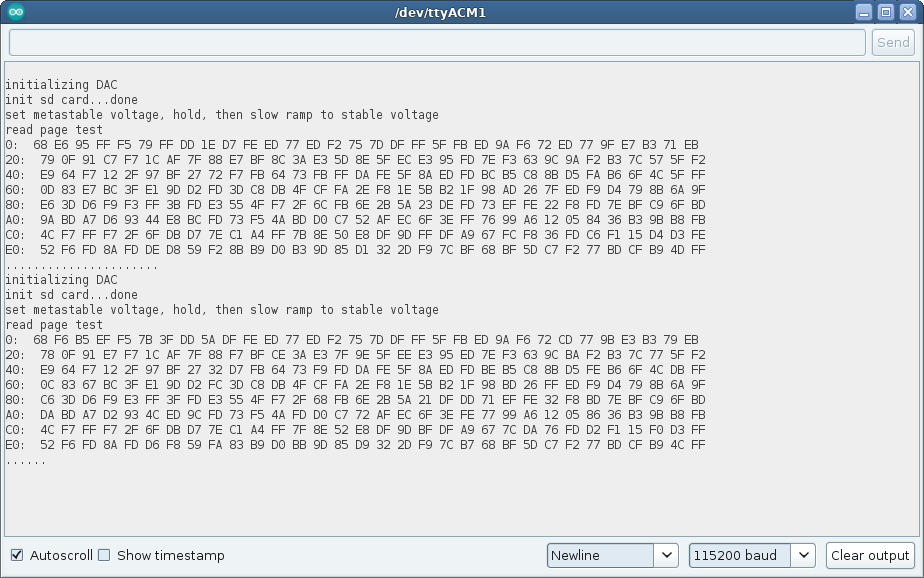 /dev/ttyACM1
Send
initializing DAC
init sd card...done
set metastable voltage, hold, then slow ramp to stable voltage
read page test
0:  68 E6 95 FF F5 79 FF DD 1E D7 FE ED 77 ED F2 75 7D DF FF 5F FB ED 9A F6 72 ED 77 9F E7 B3 71 EB
20:  79 0F 91 C7 F7 1C AF 7F 88 E7 BF 8C 3A E3 5D 8E 5F EC E3 95 FD 7E F3 63 9C 9A F2 B3 7C 57 5F F2
40:  E9 64 F7 12 2F 97 BF 27 72 F7 FB 64 73 FB FF DA FE 5F 8A ED FD BC B5 C8 8B D5 FA B6 6F 4C 5F FF
60:  0D 83 E7 BC 3F E1 9D D2 FD 3D C8 DB 4F CF FA 2E F8 1E 5B B2 1F 98 AD 26 7F ED F9 D4 79 8B 6A 9F
80:  E6 3D D6 F9 F3 FF 3B FD E3 55 4F F7 2F 6C FB 6E 2B 5A 23 DE FD 73 EF FE 22 F8 FD 7E BF C9 6F BD
A0:  9A BD A7 D6 93 44 E8 BC FD 73 F5 4A BD D0 C7 52 AF EC 6F 3E FF 76 99 A6 12 05 84 36 B3 9B B8 FB
C0:  4C F7 FF F7 2F 6F DB D7 7E C1 A4 FF 7B 8E 50 E8 DF 9D FF DF A9 67 FC F8 36 FD C6 F1 15 D4 D3 FE
E0:  52 F6 FD 8A FD DE D8 59 F2 8B B9 D0 B3 9D 85 D1 32 2D F9 7C BF 68 BF 5D C7 F2 77 BD CF B9 4D FF
......................
initializing DAC
init sd card...done
set metastable voltage, hold, then slow ramp to stable voltage
read page test
0:  68 F6 B5 EF F5 7B 3F DD 5A DF FE ED 77 ED F2 75 7D DF FF 5F FB ED 9A F6 72 CD 77 9B E3 B3 79 EB
20:  78 0F 91 E7 F7 1C AF 7F 88 F7 BF CE 3A E3 7F 9E 5F EE E3 95 ED 7E F3 63 9C BA F2 B3 7C 77 5F F2
40:  E9 64 F7 12 2F 97 BF 27 32 D7 FB 64 73 F9 FD DA FE 5F 8A ED FD BE B5 C8 8B D5 FE B6 6F 4C DB FF
60:  0C 83 67 BC 3F E1 9D D2 FC 3D C8 DB 4F CF FA 2E F8 1E 5B B2 1F 98 BD 26 FF ED F9 D4 79 8B 6A 9F
80:  C6 3D D6 F9 E3 FF 3F FD E3 55 4F F7 2F 68 FB 6E 2B 5A 21 DF DD 71 EF FE 32 F8 BD 7E BF C9 6F BD
A0:  DA BD A7 D2 93 4C ED 9C FD 73 F5 4A FD D0 C7 72 AF EC 6F 3E FE 77 99 A6 12 05 86 36 B3 9B B8 FB
C0:  4C F7 FF F7 2F 6F DB D7 7E C1 A4 FF 7F 8E 52 E8 DF 9D BF DF A9 67 7C DA 76 FD D2 F1 15 F0 D3 FF
E0:  52 F6 FD 8A FD D6 F8 59 FA 83 B9 D0 BB 9D 85 D9 32 2D F9 7C B7 68 BF 5D C7 F2 77 BD CF B9 4C FF
......
Autoscroll Show timestamp Newline 115200 baud Clear output